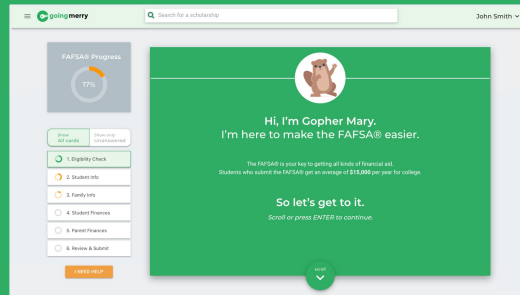 going merry
Search for a scholarship
John Smith
FAFSA® Progress
77%
Show
All cards
Show only
Unanswered
1. Eligibility Check
2. Student Info
3. Family Info
4. Student Finances
5. Parent Finances
6. Review & Submit
I NEED HELP
Hi, I'm Gopher Mary.
I'm here to make the FAFSA® easier.
The FAFSA® is your key to getting all kinds of financial aid.
Students who submit the FAFSA® get an average of $15,000 per year for college.
So let's get to it.
Scroll or press ENTER to continue.